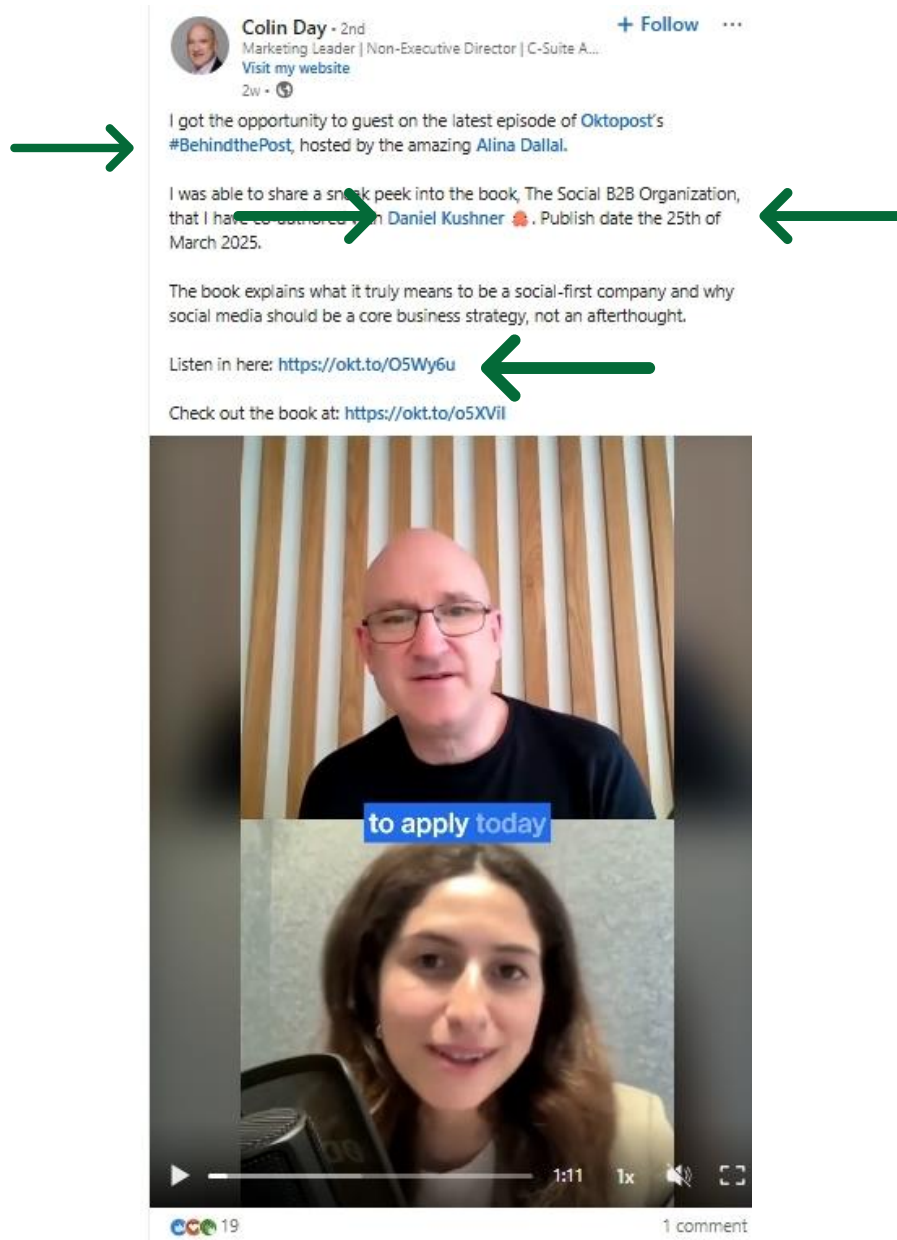 Colin Day • 2nd
+ Follow ...
Marketing Leader | Non-Executive Director | C-Suite A...
Visit my website
2w •
I got the opportunity to guest on the latest episode of Oktopost's
#BehindthePost, hosted by the amazing Alina Dallal.
I was able to share a sneak peek into the book, The Social B2B Organization,
that I have co-authored with Daniel Kushner . Publish date the 25th of
March 2025.
The book explains what it truly means to be a social-first company and why
social media should be a core business strategy, not an afterthought.
Listen in here: https://okt.to/O5Wy6u
Check out the book at: https://okt.to/o5XViI
to apply today
1:11 1x
19
1 comment